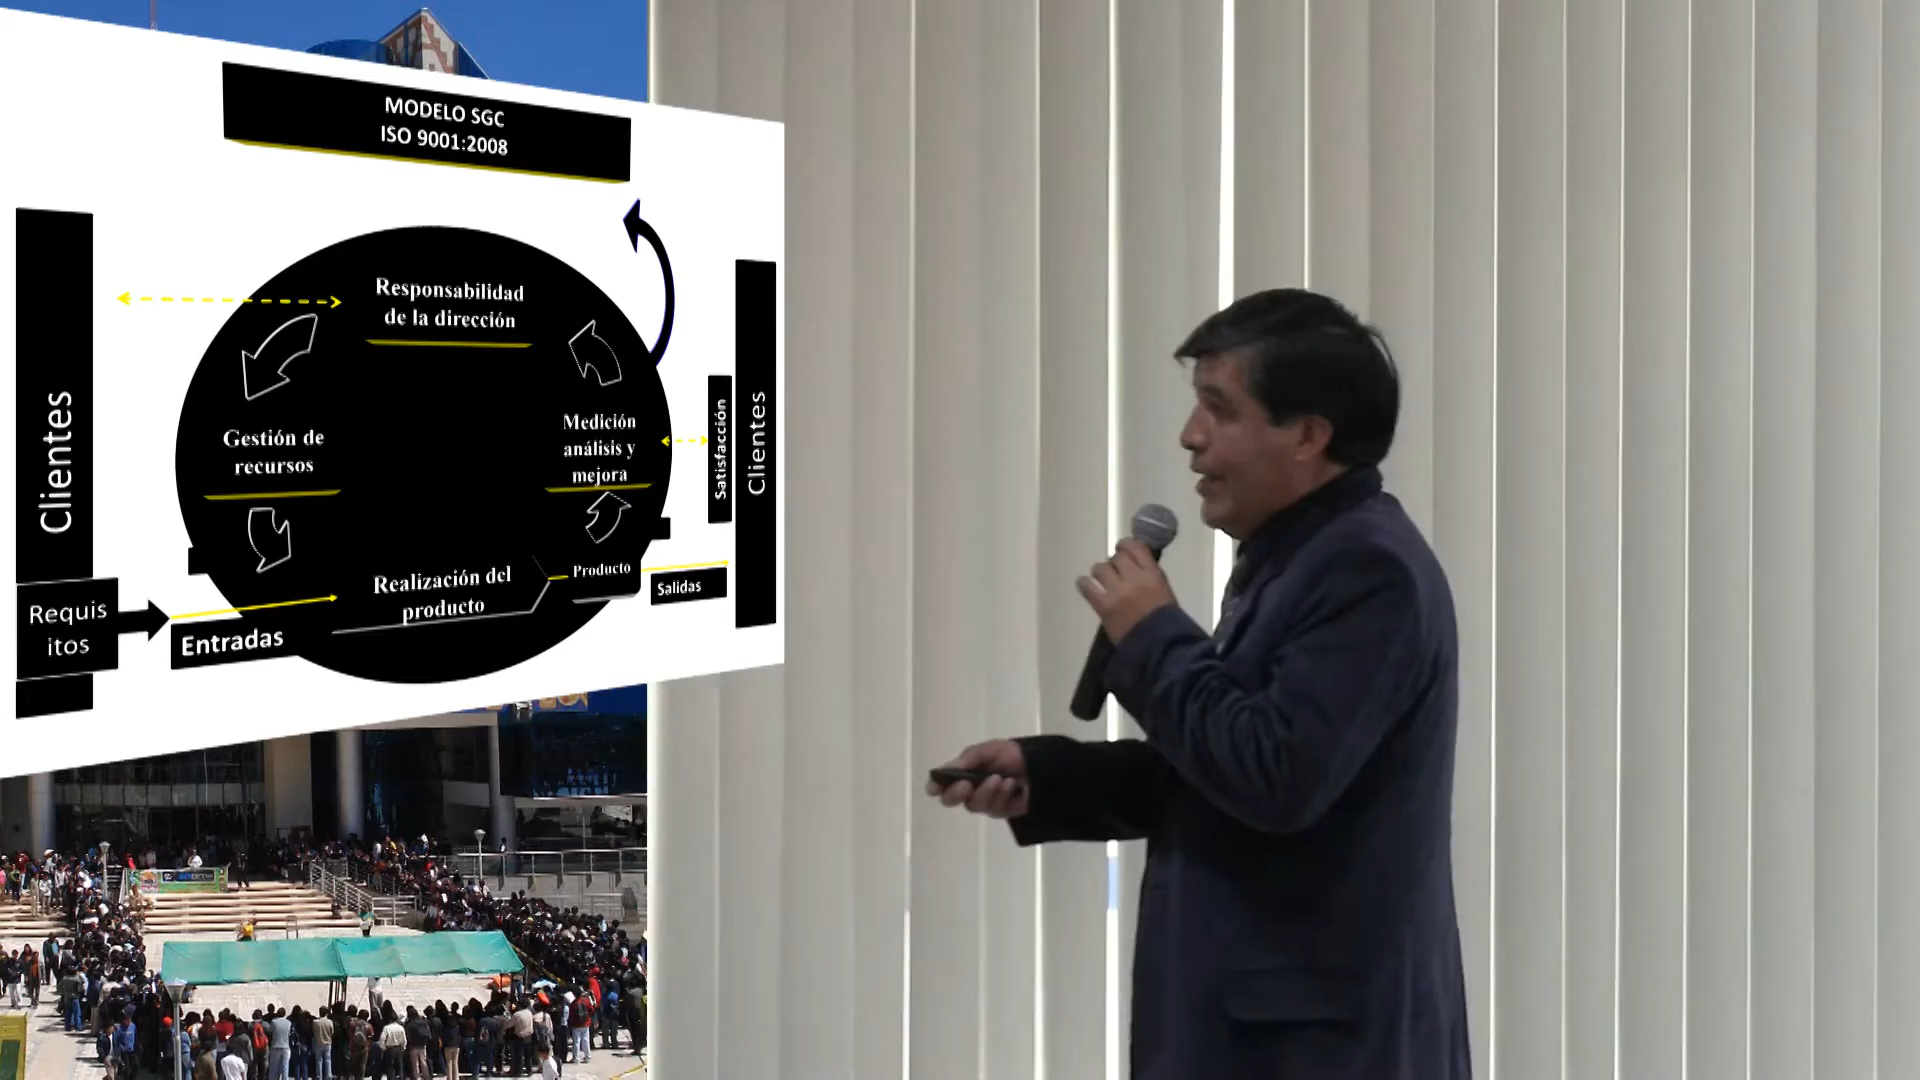 MODELO SGC
ISO 9001:2008
Responsabilidad
de la dirección
Clientes
Gestión de
recursos
Medición
análisis y
mejora
Satisfacción
Clientes
Realización del
producto
Producto
Salidas
Requis
itos
Entradas